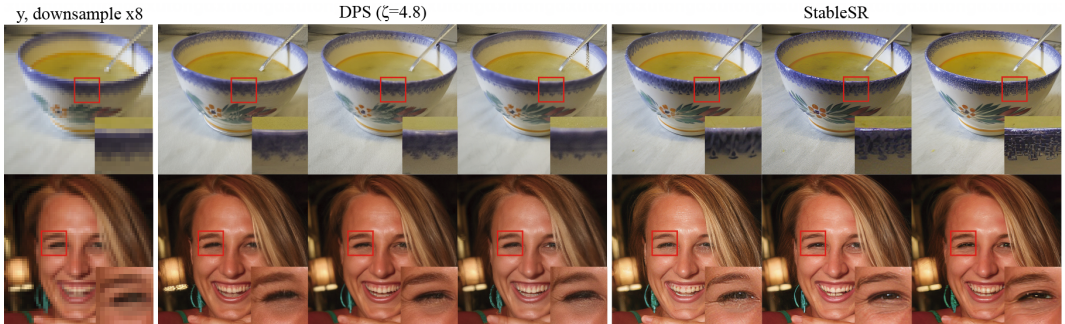 y, downsample x8
DPS (ζ=4.8)
StableSR